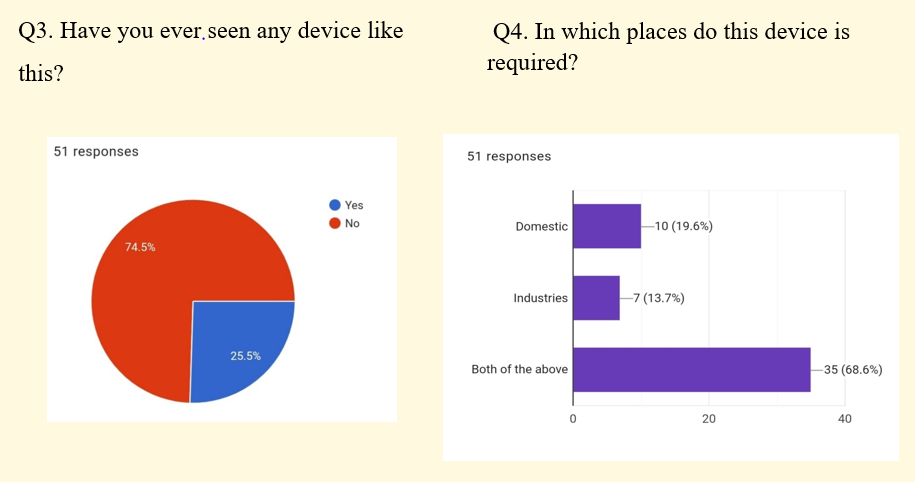 Q3. Have you ever seen any device like
this?
51 responses
Yes
No
74.5%
25.5%
Q4. In which places do this device is
required?
51 responses
Domestic
10 (19.6%)
Industries
7 (13.7%)
Both of the above
35 (68.6%)
0 20 40